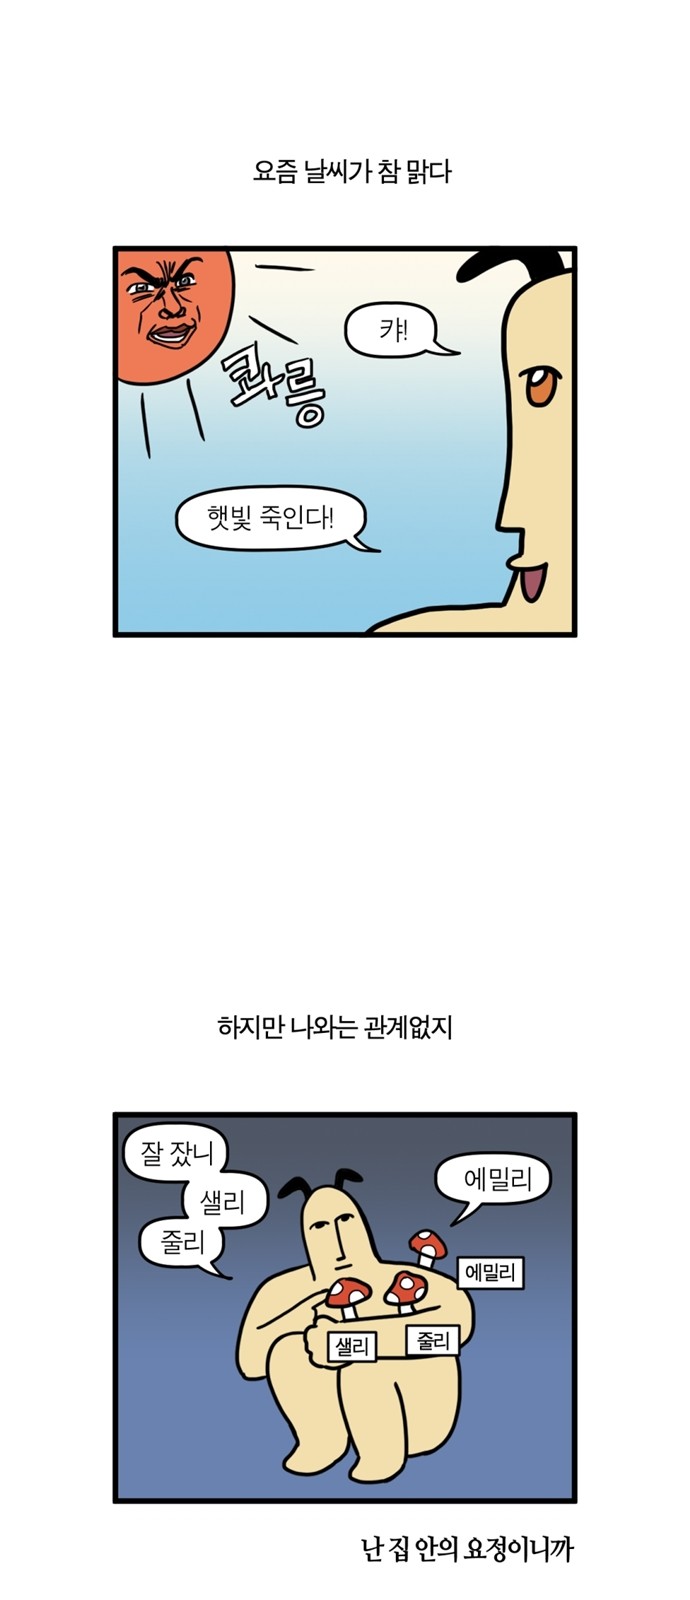 요즘 날씨가 참 맑다
캬!
콰릉
햇빛 죽인다!
하지만 나와는 관계없지
잘 잤니
샐리
줄리
에밀리
에밀리
샐리
줄리
난 집 안의 요정이니까